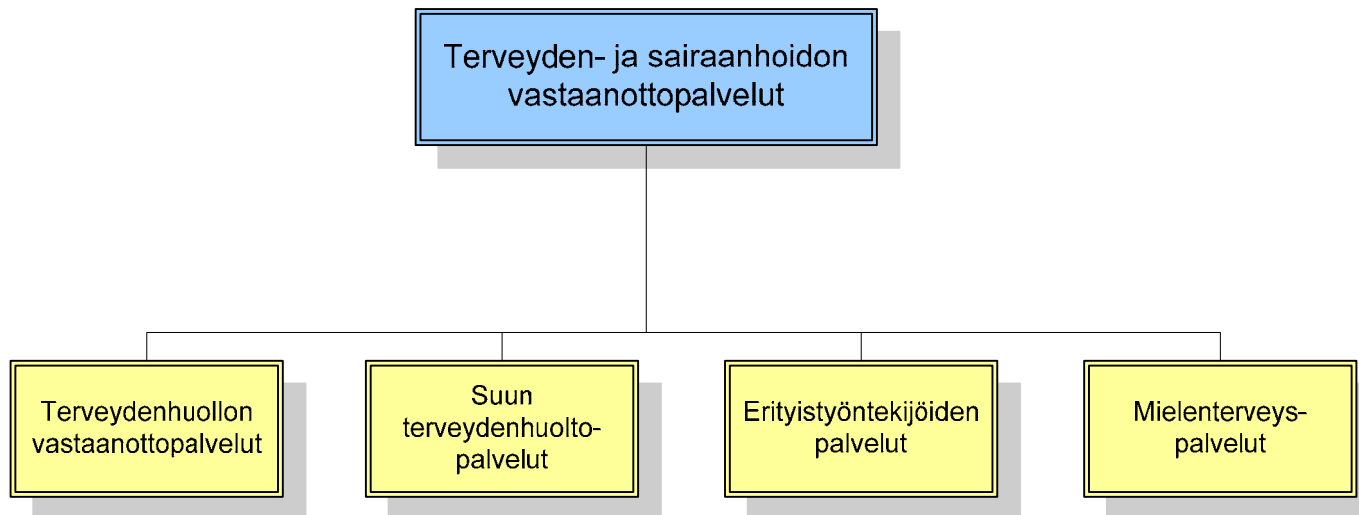 Terveyden- ja sairaanhoidon
vastaanottopalvelut
Terveydenhuollon
vastaanottopalvelut
Suun
terveydenhuolto-
palvelut
Erityistyöntekijöiden
palvelut
Mielenterveys-
palvelut